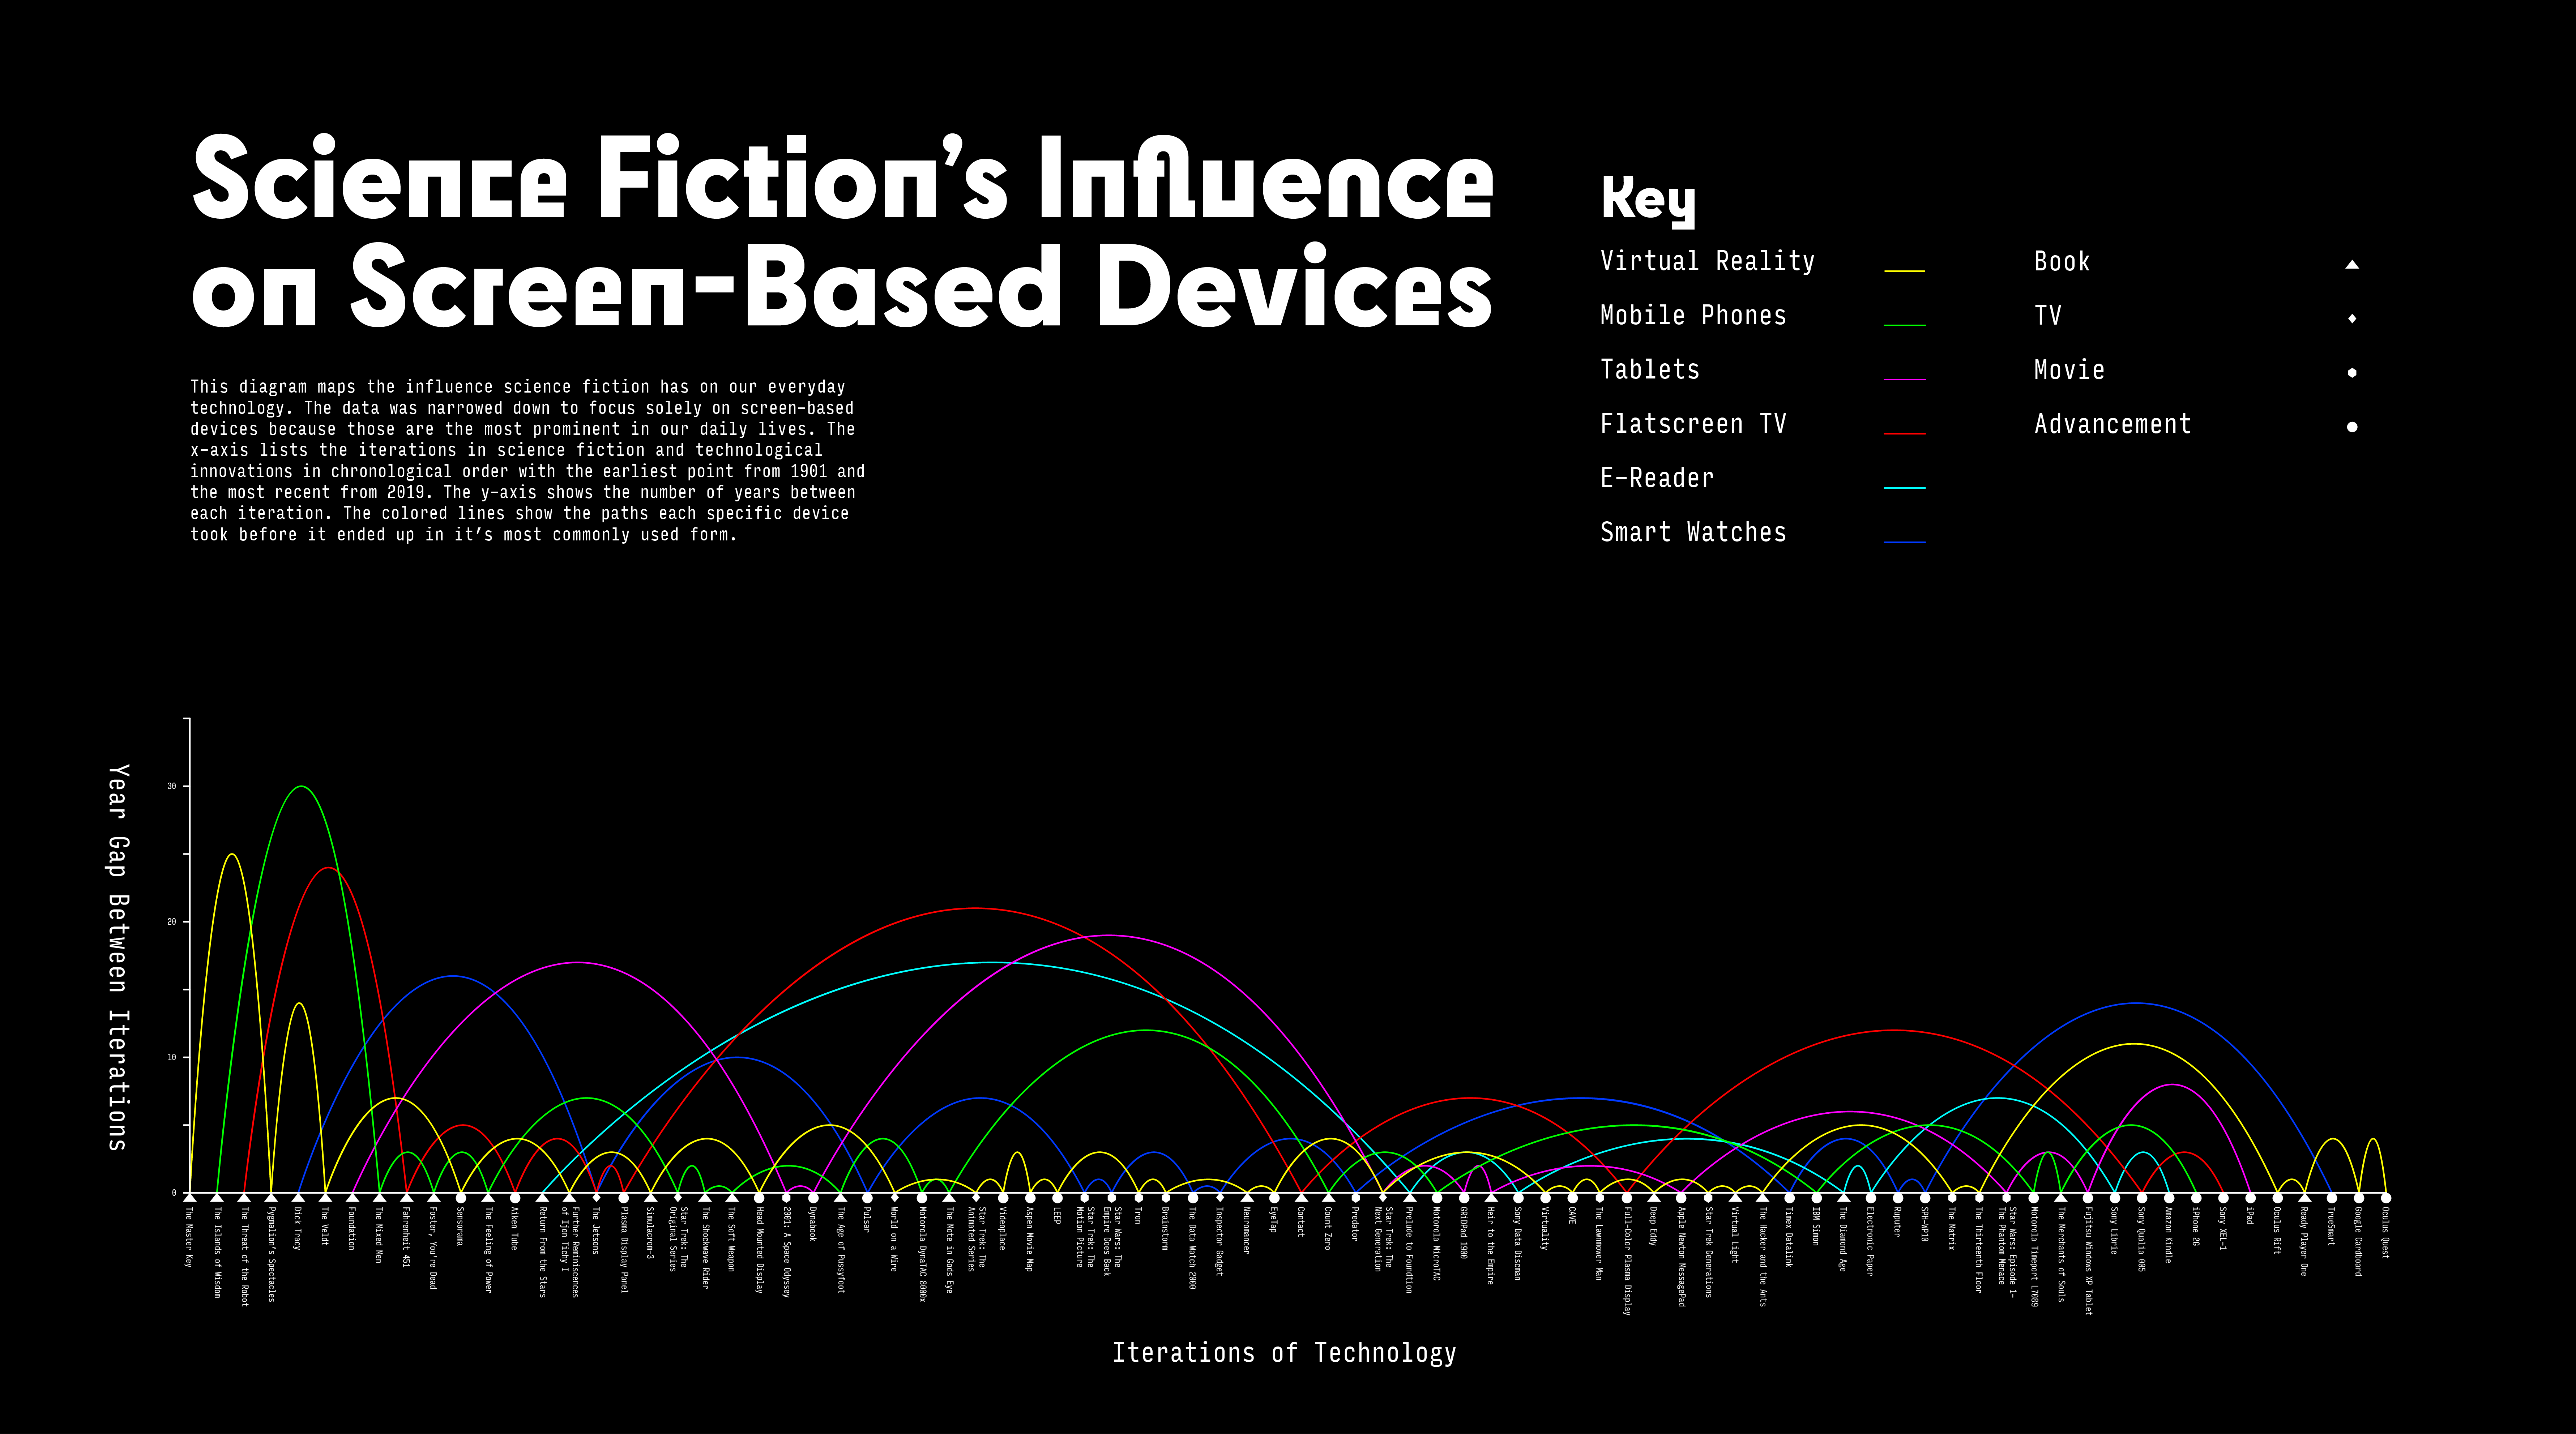 Science Fiction’s Influence
on Screen-Based Devices
This diagram maps the influence science fiction has on our everyday
technology. The data was narrowed down to focus solely on screen-based
devices because those are the most prominent in our daily lives. The
x-axis lists the iterations in science fiction and technological
innovations in chronological order with the earliest point from 1901 and
the most recent from 2019. The y-axis shows the number of years between
each iteration. The colored lines show the paths each specific device
took before it ended up in it’s most commonly used form.
Key
Virtual Reality
Mobile Phones
Tablets
Flatscreen TV
E-Reader
Smart Watches
Book
TV
Movie
Advancement
Year Gap Between Iterations
30
20
10
0
The Master Key
The Islands of Wisdom
The Threat of the Robot
Pygmalion’s Spectacles
Dick Tracy
The Veldt
Foundation
The Mixed Men
Fahrenheit 451
Foster, You’re Dead
Sensorama
The Feeling of Power
Aiken Tube
Return From the Stars
Further Reminiscences
of Ijon Tichy I
The Jetsons
Plasma Display Panel
Simulacrom-3
Star Trek: The
Original Series
The Shockwave Rider
The Soft Weapon
Head Mounted Display
2001: A Space Odyssey
Dynabook
The Age of Pussyfoot
Pulsar
World on a Wire
Motorola DynaTAC 8000x
The Mote in Gods Eye
Star Trek: The
Animated Series
Videoplace
Aspen Movie Map
LEEP
Star Trek: The
Motion Picture
Star Wars: The
Empire Goes Back
Tron
Brainstorm
The Data Watch 2000
Inspector Gadget
Neuromancer
EyeTap
Contact
Count Zero
Predator
Star Trek: The
Next Generation
Prelude to Foundtion
Motorola MicroTAC
GRiDPad 1900
Heir to the Empire
Sony Data Discman
Virtuality
CAVE
The Lawnmower Man
Full-Color Plasma Display
Deep Eddy
Apple Newton MessagePad
Star Trek Generations
Virtual Light
The Hacker and the Ants
Timex Datalink
IBM Simon
The Diamond Age
Electronic Paper
Ruputer
SPH-WP10
The Matrix
The Thirteenth Floor
Star Wars: Episode 1-
The Phantom Menace
Motorola Timeport L7089
The Merchants of Souls
Fujitsu Windows XP Tablet
Sony Librie
Sony Qualia 005
Amazon Kindle
iPhone 2G
Sony XEL-1
iPad
Oculus Rift
Ready Player One
TrueSmart
Google Cardboard
Oculus Quest
Iterations of Technology